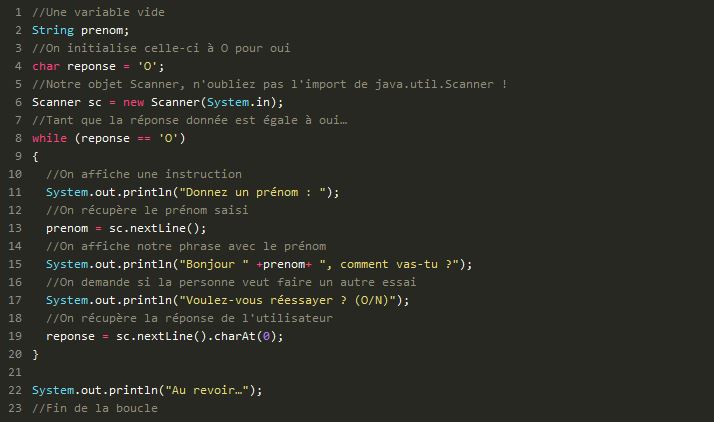 1 //Une variable vide
2 String prenom;
3 //On initialise celle-ci à O pour oui
4 char reponse = 'O';
5 //Notre objet Scanner, n'oubliez pas l'import de java.util.Scanner !
6 Scanner sc = new Scanner(System.in);
7 //Tant que la réponse donnée est égale à oui…
8 while (reponse == 'O')
9 {
10   //On affiche une instruction
11   System.out.println("Donnez un prénom : ");
12   //On récupère le prénom saisi
13   prenom = sc.nextLine();
14   //On affiche notre phrase avec le prénom
15   System.out.println("Bonjour " +prenom+ ", comment vas-tu ?");
16   //On demande si la personne veut faire un autre essai
17   System.out.println("Voulez-vous réessayer ? (O/N)");
18   //On récupère la réponse de l'utilisateur
19   reponse = sc.nextLine().charAt(0);
20 }
21
22 System.out.println("Au revoir…");
23 //Fin de la boucle